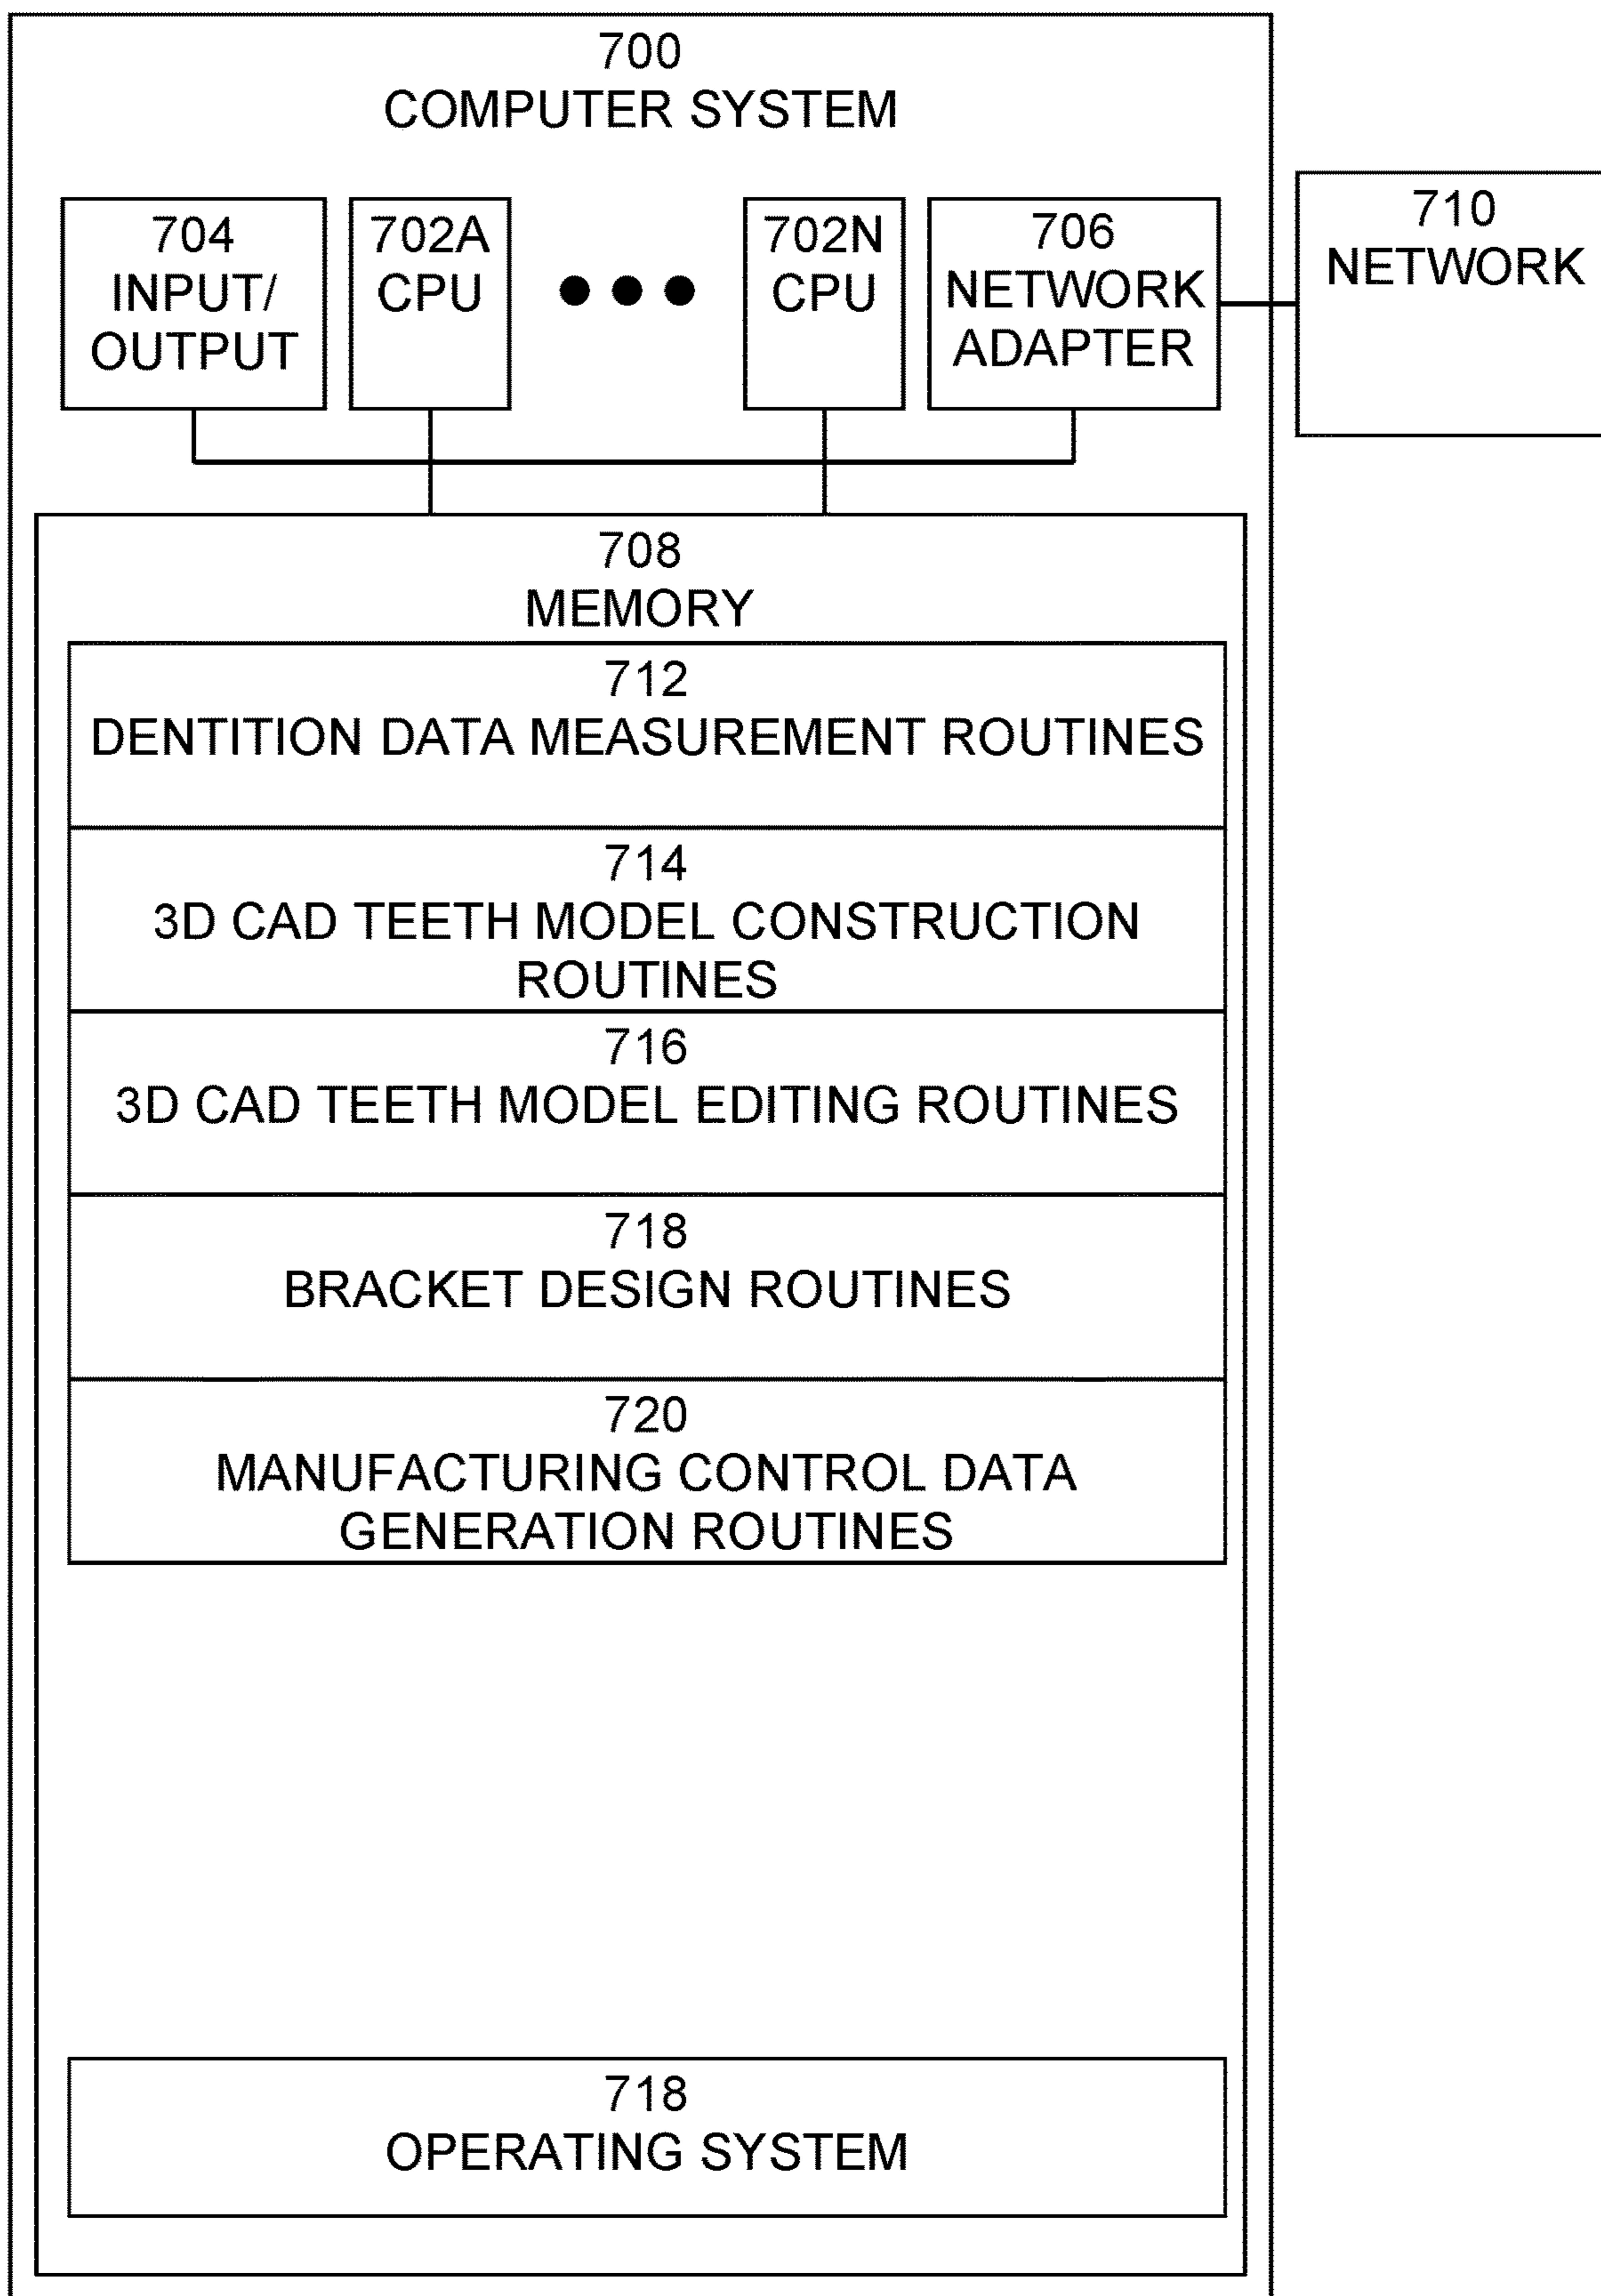 700
COMPUTER SYSTEM
704
INPUT/
OUTPUT
702A
CPU
702N
CPU
706
NETWORK
ADAPTER
710
NETWORK
708
MEMORY
712
DENTITION DATA MEASUREMENT ROUTINES
714
3D CAD TEETH MODEL CONSTRUCTION
ROUTINES
716
3D CAD TEETH MODEL EDITING ROUTINES
718
BRACKET DESIGN ROUTINES
720
MANUFACTURING CONTROL DATA
GENERATION ROUTINES
718
OPERATING SYSTEM